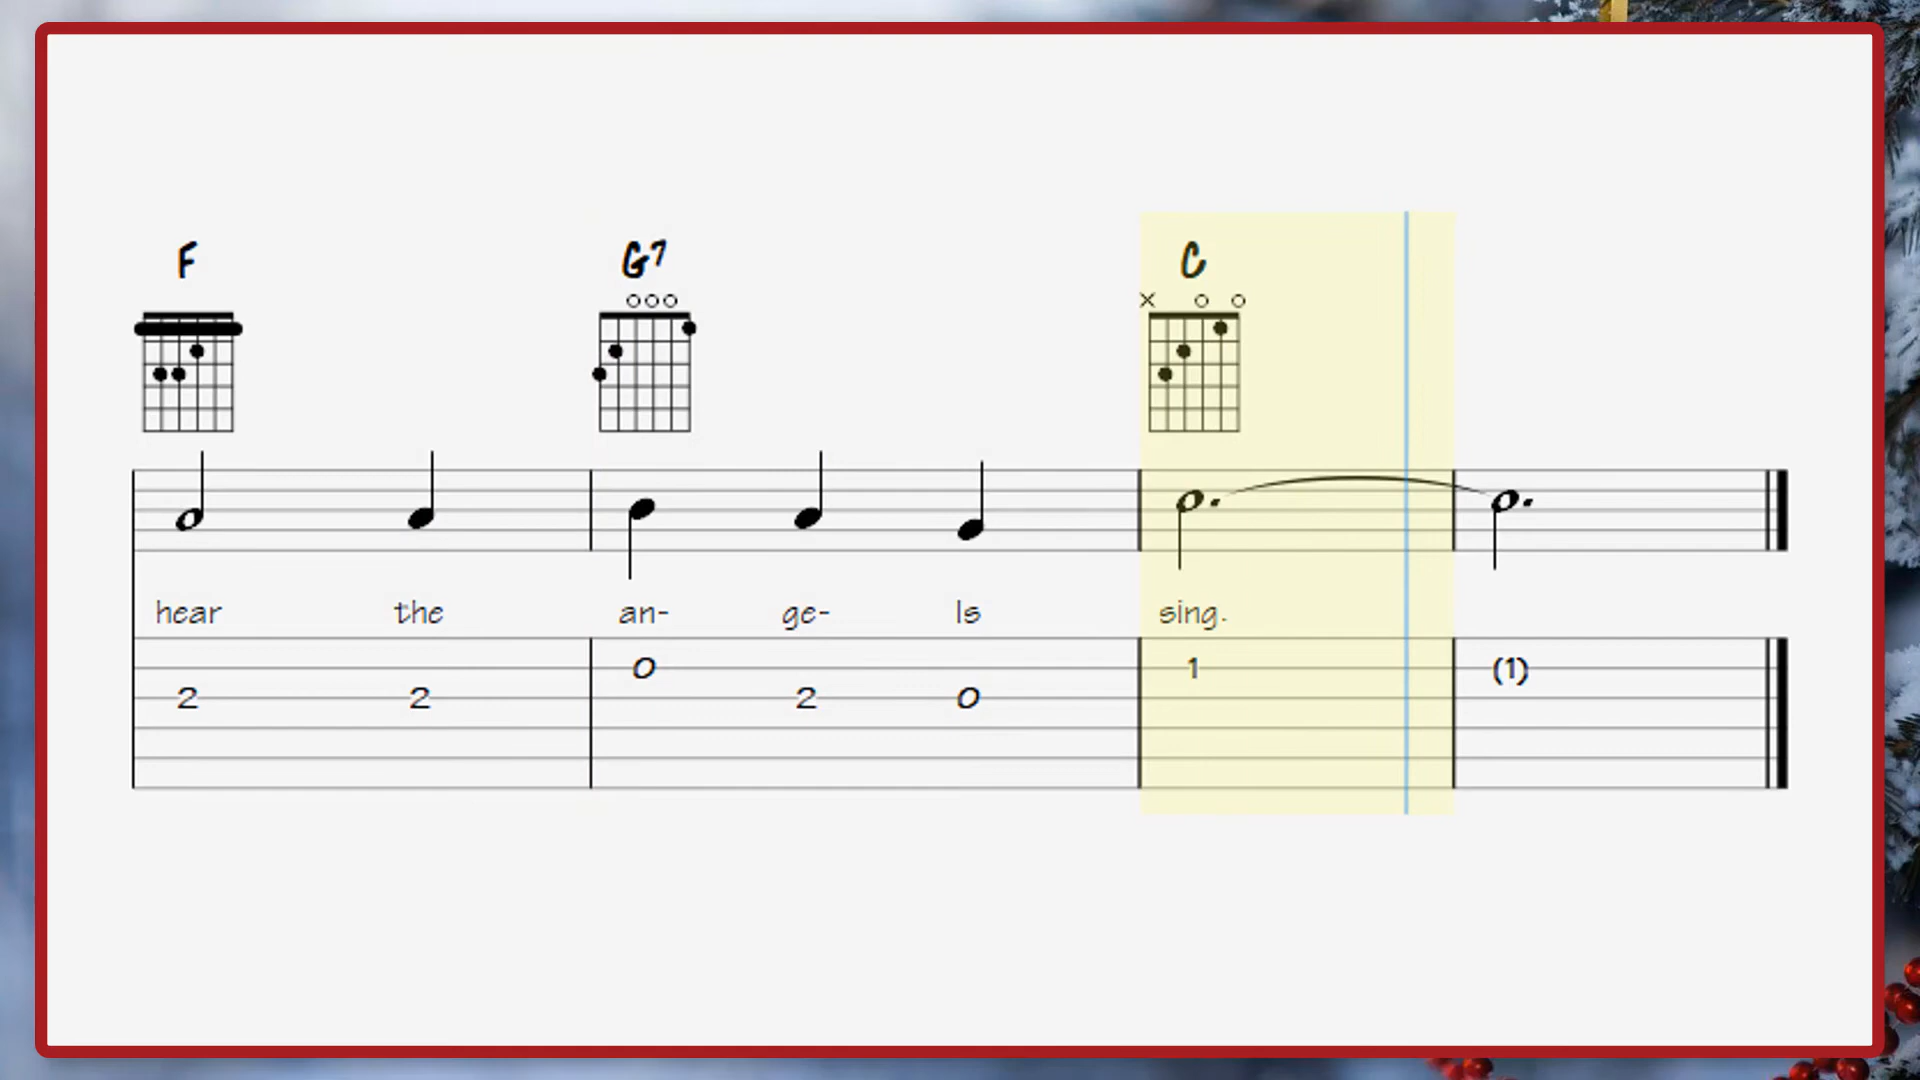 F G7 C
hear the an- ge- ls sing.
0 1 (1)
2 2 2 0